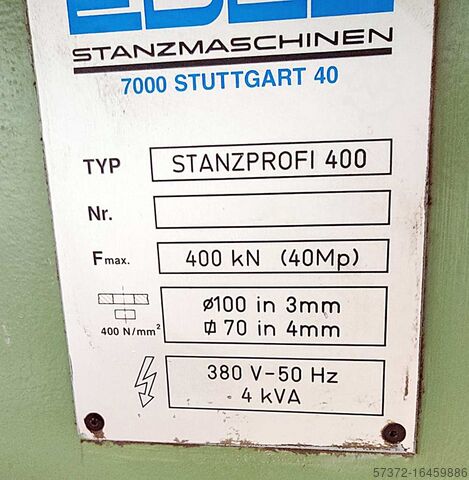 STANZMASCHINEN
7000 STUTTGART 40
TYP STANZPROFI 400
Nr.
Fmax. 400 kN (40Mp)
ø100 in 3mm
400 N/mm² ⌷ 70 in 4mm
380 V-50 Hz
4 kVA
57372-16459886